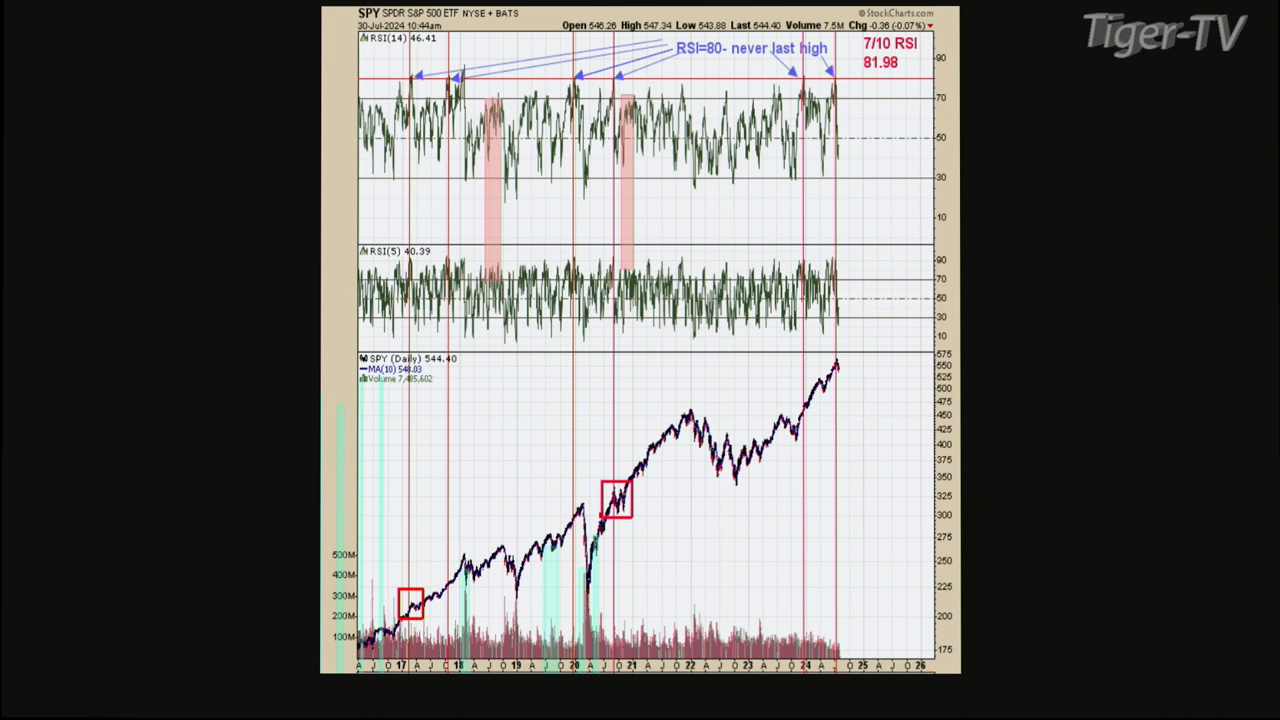 SPY SPDR S&P 500 ETF NYSE + BATS
© StockCharts.com
30-Jul-2024 10:44am
Open 546.26 High 547.34 Low 543.88 Last 544.40 Volume 7.5M Chg -0.36 (-0.07%)
Tiger-TV
RSI(14) 46.41
RSI=80- never last high
7/10 RSI
81.98
90
70
50
30
10
RSI(5) 40.39
90
70
50
30
10
SPY (Daily) 544.40
MA(10) 548.03
Volume 7,485,602
575
550
525
500
475
450
425
400
375
350
325
300
275
250
225
200
175
500M
400M
300M
200M
100M
A J O 17 A J O 18 A J O 19 A J O 20 A J O 21 A J O 22 A J O 23 A J O 24 A J O 25 A J O 26